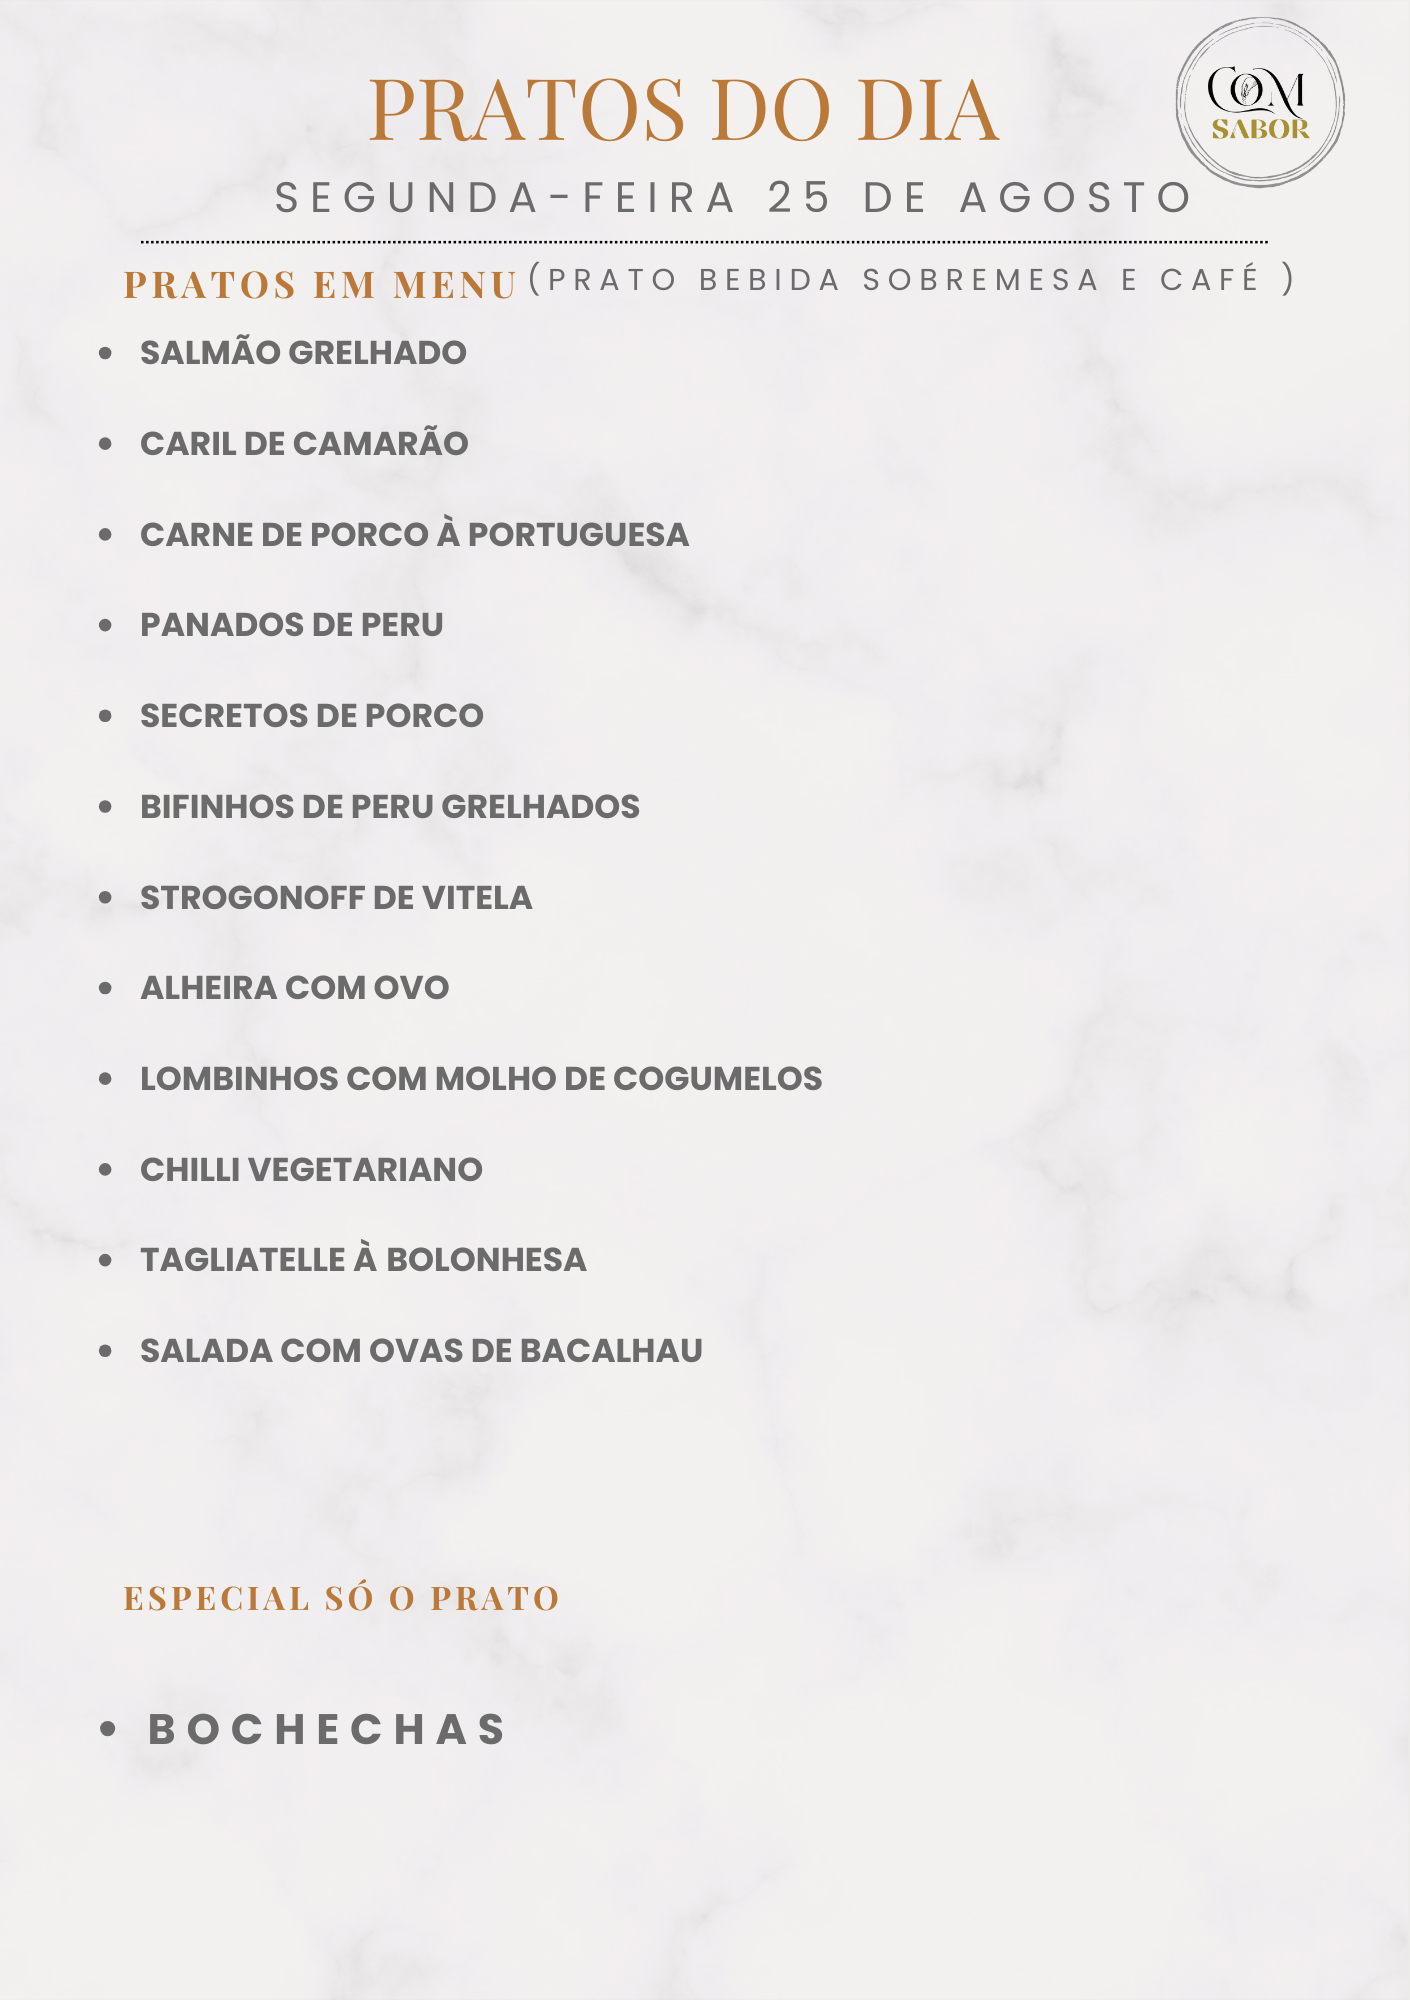 PRATOS DO DIA
COM
SABOR
SEGUNDA-FEIRA 25 DE AGOSTO
PRATOS EM MENU (PRATO BEBIDA SOBREMESA E CAFÉ )
• SALMÃO GRELHADO
• CARIL DE CAMARÃO
• CARNE DE PORCO À PORTUGUESA
• PANADOS DE PERU
• SECRETOS DE PORCO
• BIFINHOS DE PERU GRELHADOS
• STROGONOFF DE VITELA
• ALHEIRA COM OVO
• LOMBINHOS COM MOLHO DE COGUMELOS
• CHILLI VEGETARIANO
• TAGLIATELLE À BOLONHESA
• SALADA COM OVAS DE BACALHAU
ESPECIAL SÓ O PRATO
• BOCHECHAS